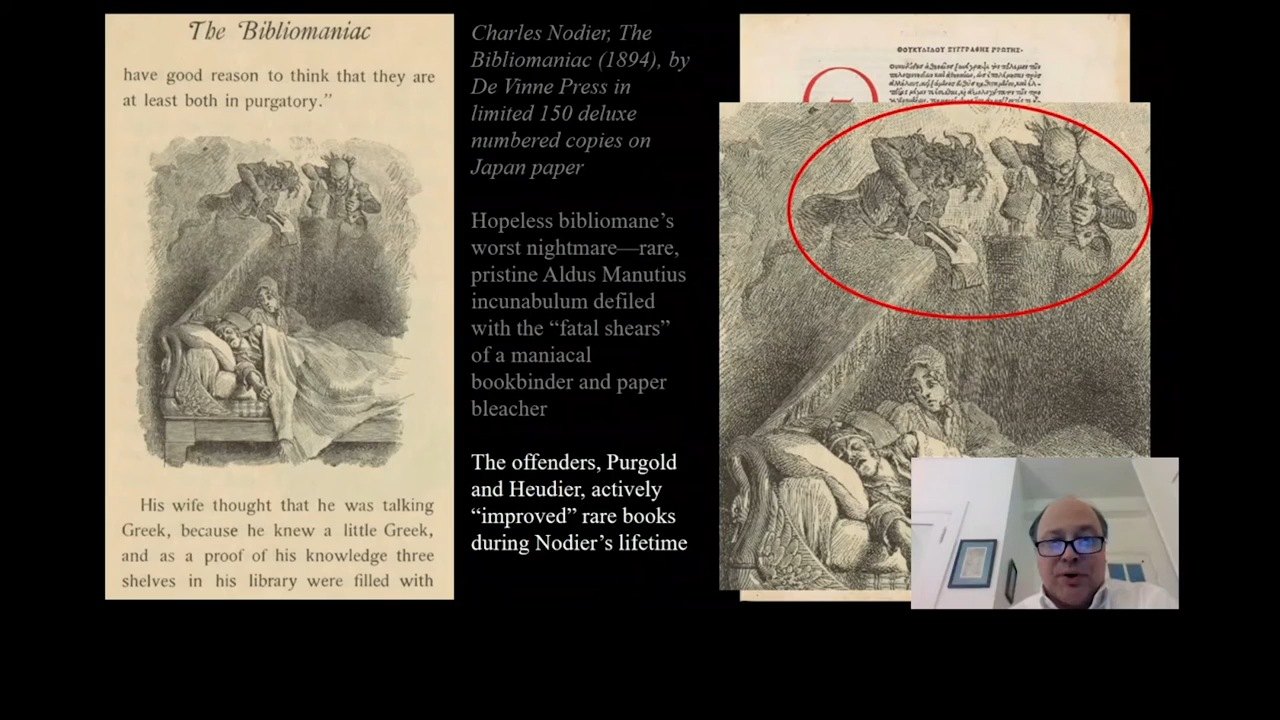 The Bibliomaniac
have good reason to think that they are
at least both in purgatory.”
His wife thought that he was talking
Greek, because he knew a little Greek,
and as a proof of his knowledge three
shelves in his library were filled with
Charles Nodier, The
Bibliomaniac (1894), by
De Vinne Press in
limited 150 deluxe
numbered copies on
Japan paper
Hopeless bibliomane’s
worst nightmare—rare,
pristine Aldus Manutius
incunabulum defiled
with the “fatal shears”
of a maniacal
bookbinder and paper
bleacher
The offenders, Purgold
and Heudier, actively
“improved” rare books
during Nodier’s lifetime
ΘΟΥΚΥΔΙΔΟΥ ΞΥΓΓΡΑΦΗΣ ΠΡΩΤΗΣ·